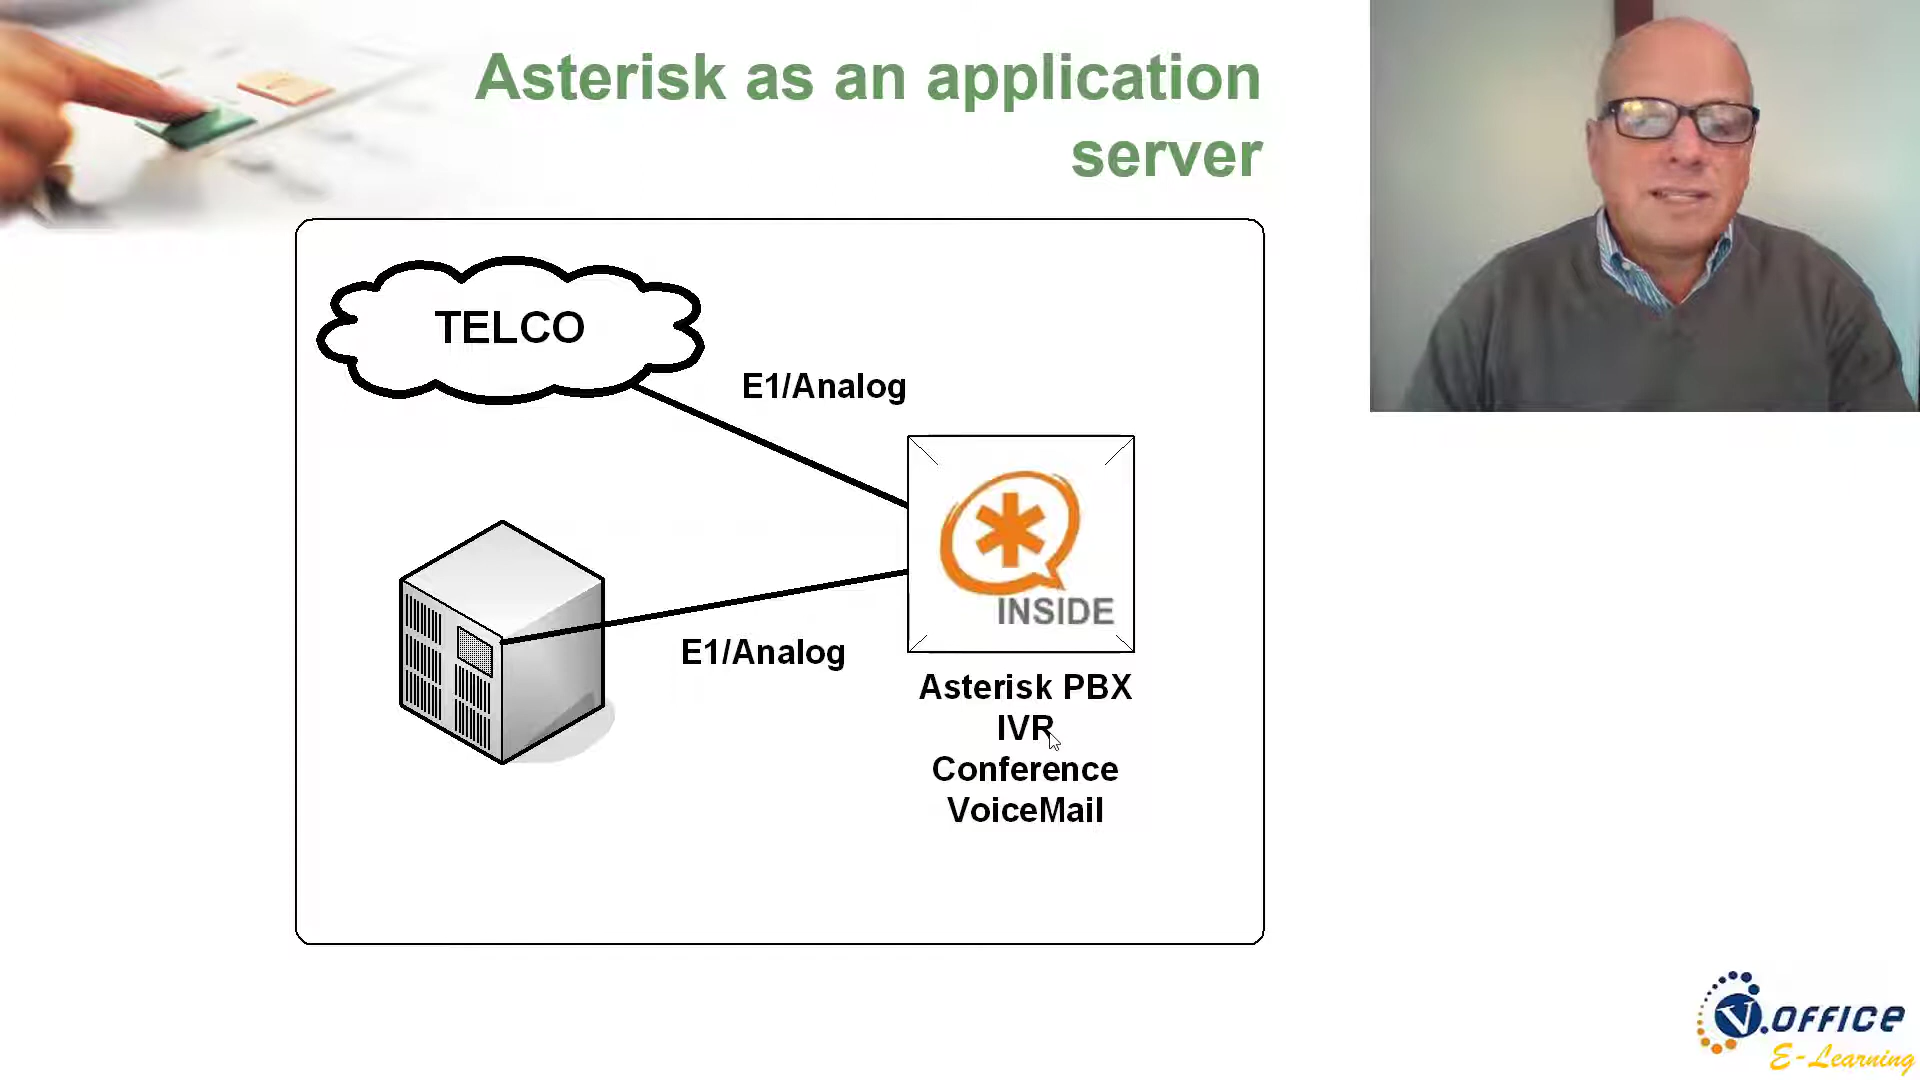 Asterisk as an application
server
TELCO
E1/Analog
INSIDE
E1/Analog
Asterisk PBX
IVR
Conference
VoiceMail
V.OFFICE
E-Learning